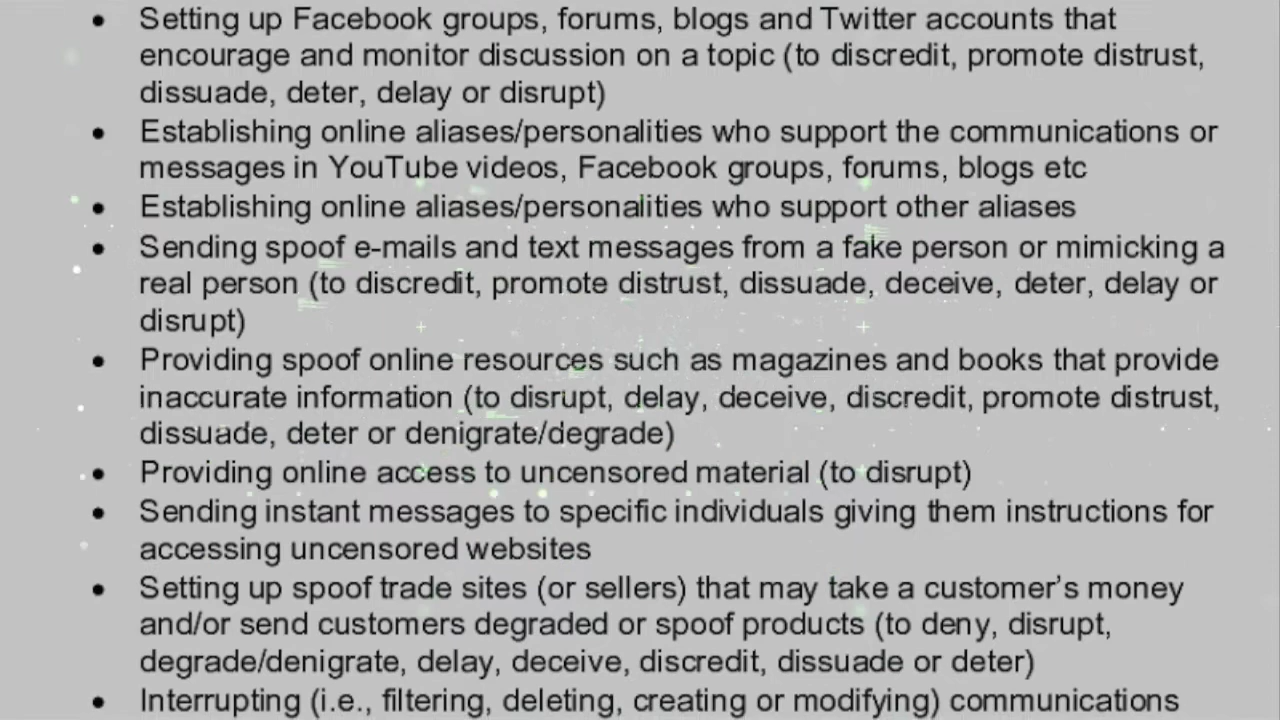 • Setting up Facebook groups, forums, blogs and Twitter accounts that
encourage and monitor discussion on a topic (to discredit, promote distrust,
dissuade, deter, delay or disrupt)
• Establishing online aliases/personalities who support the communications or
messages in YouTube videos, Facebook groups, forums, blogs etc
• Establishing online aliases/personalities who support other aliases
• Sending spoof e-mails and text messages from a fake person or mimicking a
real person (to discredit, promote distrust, dissuade, deceive, deter, delay or
disrupt)
• Providing spoof online resources such as magazines and books that provide
inaccurate information (to disrupt, delay, deceive, discredit, promote distrust,
dissuade, deter or denigrate/degrade)
• Providing online access to uncensored material (to disrupt)
• Sending instant messages to specific individuals giving them instructions for
accessing uncensored websites
• Setting up spoof trade sites (or sellers) that may take a customer’s money
and/or send customers degraded or spoof products (to deny, disrupt,
degrade/denigrate, delay, deceive, discredit, dissuade or deter)
• Interrupting (i.e., filtering, deleting, creating or modifying) communications